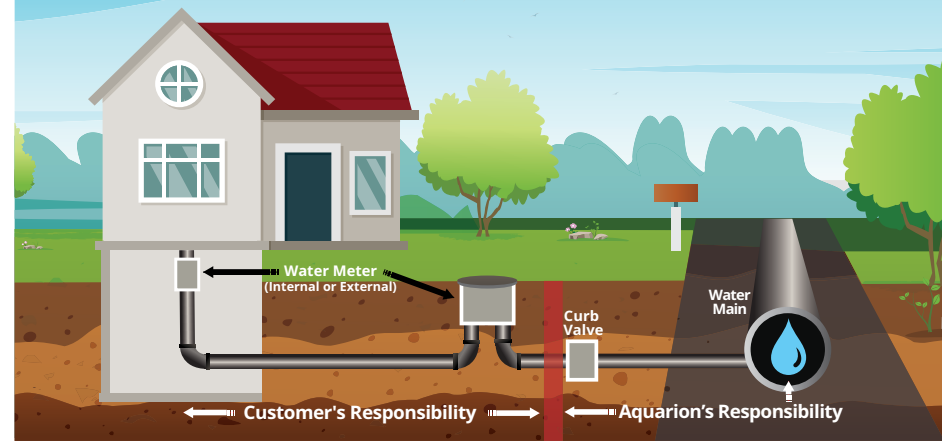 Water Meter
(Internal or External)
Water
Main
Curb
Valve
Customer's Responsibility
Aquarion’s Responsibility